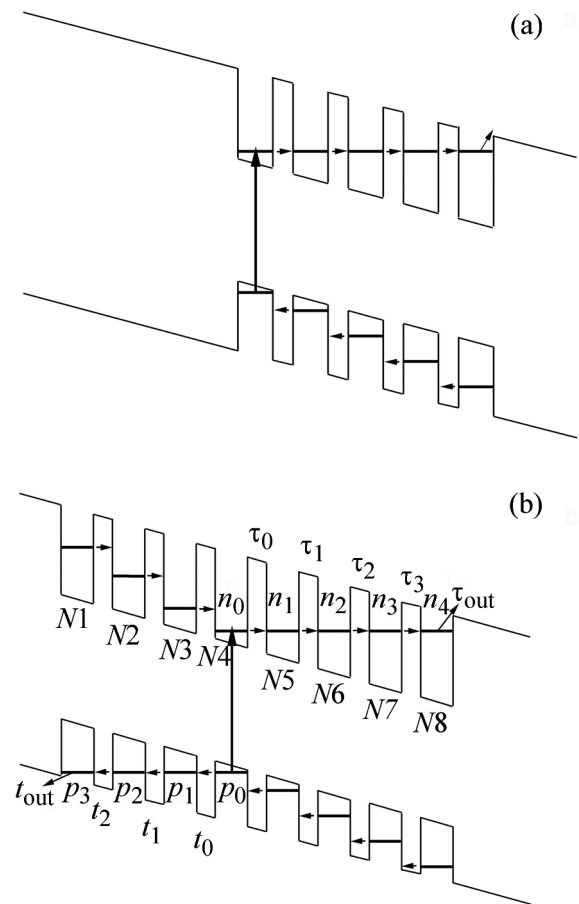 (a)
(b)
τ0 τ1 τ2 τ3 τout
n0 n1 n2 n3 n4
N1 N2 N3 N4 N5 N6 N7 N8
tout p3 t2 p2 t1 p1 t0 p0